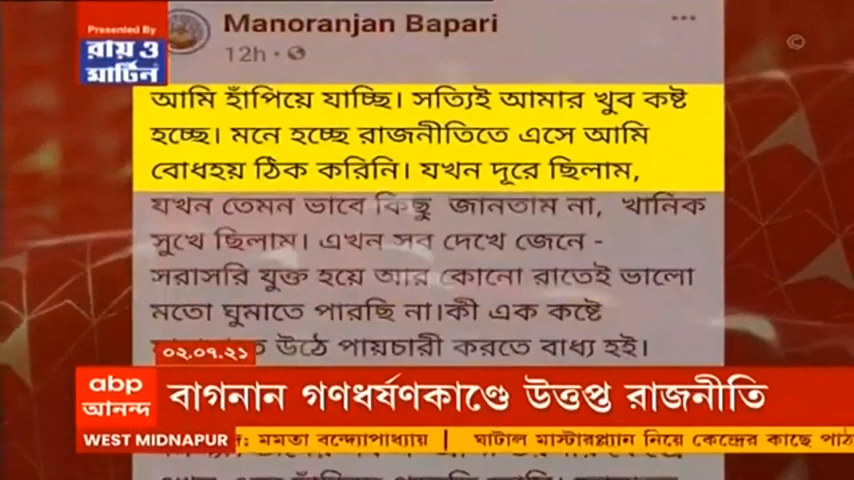 Presented By
রায় ও
মার্টিন
Manoranjan Bapari
12h
আমি হাঁপিয়ে যাচ্ছি। সত্যিই আমার খুব কষ্ট
হচ্ছে। মনে হচ্ছে রাজনীতিতে এসে আমি
বোধহয় ঠিক করিনি। যখন দূরে ছিলাম,
যখন তেমন ভাবে কিছু জানতাম না, খানিক
সুখে ছিলাম। এখন সব দেখে জেনে -
সরাসরি যুক্ত হয়ে আর কোনো রাতেই ভালো
মতো ঘুমাতে পারছি না।কী এক কষ্টে
উঠে পায়চারী করতে বাধ্য হই।
০২.০৭.২১
abp
আনন্দ
বাগনান গণধর্ষণকাণ্ডে উত্তপ্ত রাজনীতি
WEST MIDNAPUR
: মমতা বন্দ্যোপাধ্যায় | ঘাটাল মাস্টারপ্ল্যান নিয়ে কেন্দ্রের কাছে পাঠ